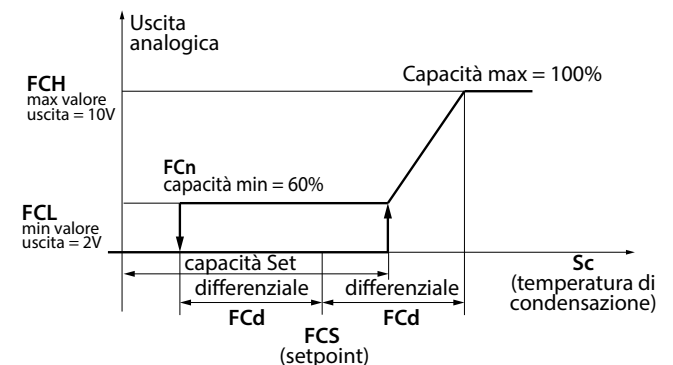 Uscita
analogica
Capacità max = 100%
FCH
max valore
uscita = 10V
FCn
capacità min = 60%
FCL
min valore
uscita = 2V
capacità Set
Sc
(temperatura di
condensazione)
differenziale
differenziale
FCd
FCd
FCS
(setpoint)